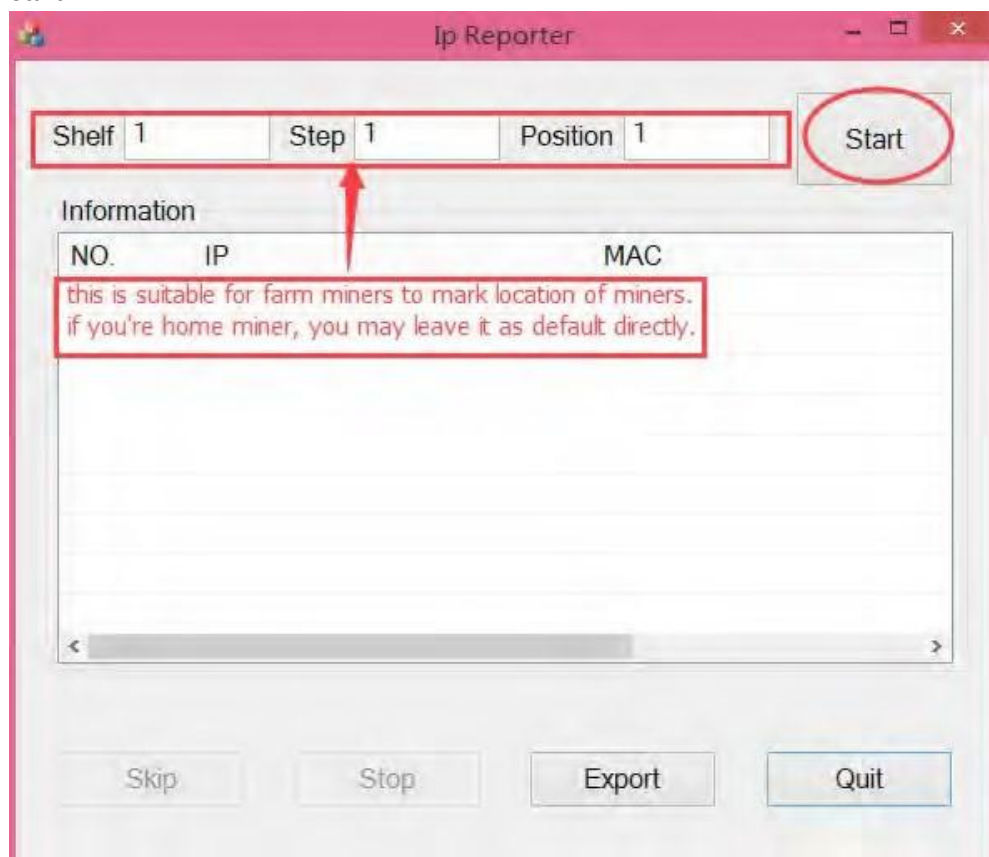 Ip Reporter
Shelf 1 Step 1 Position 1 Start
Information
NO. IP MAC
this is suitable for farm miners to mark location of miners.
if you're home miner, you may leave it as default directly.
Skip Stop Export Quit